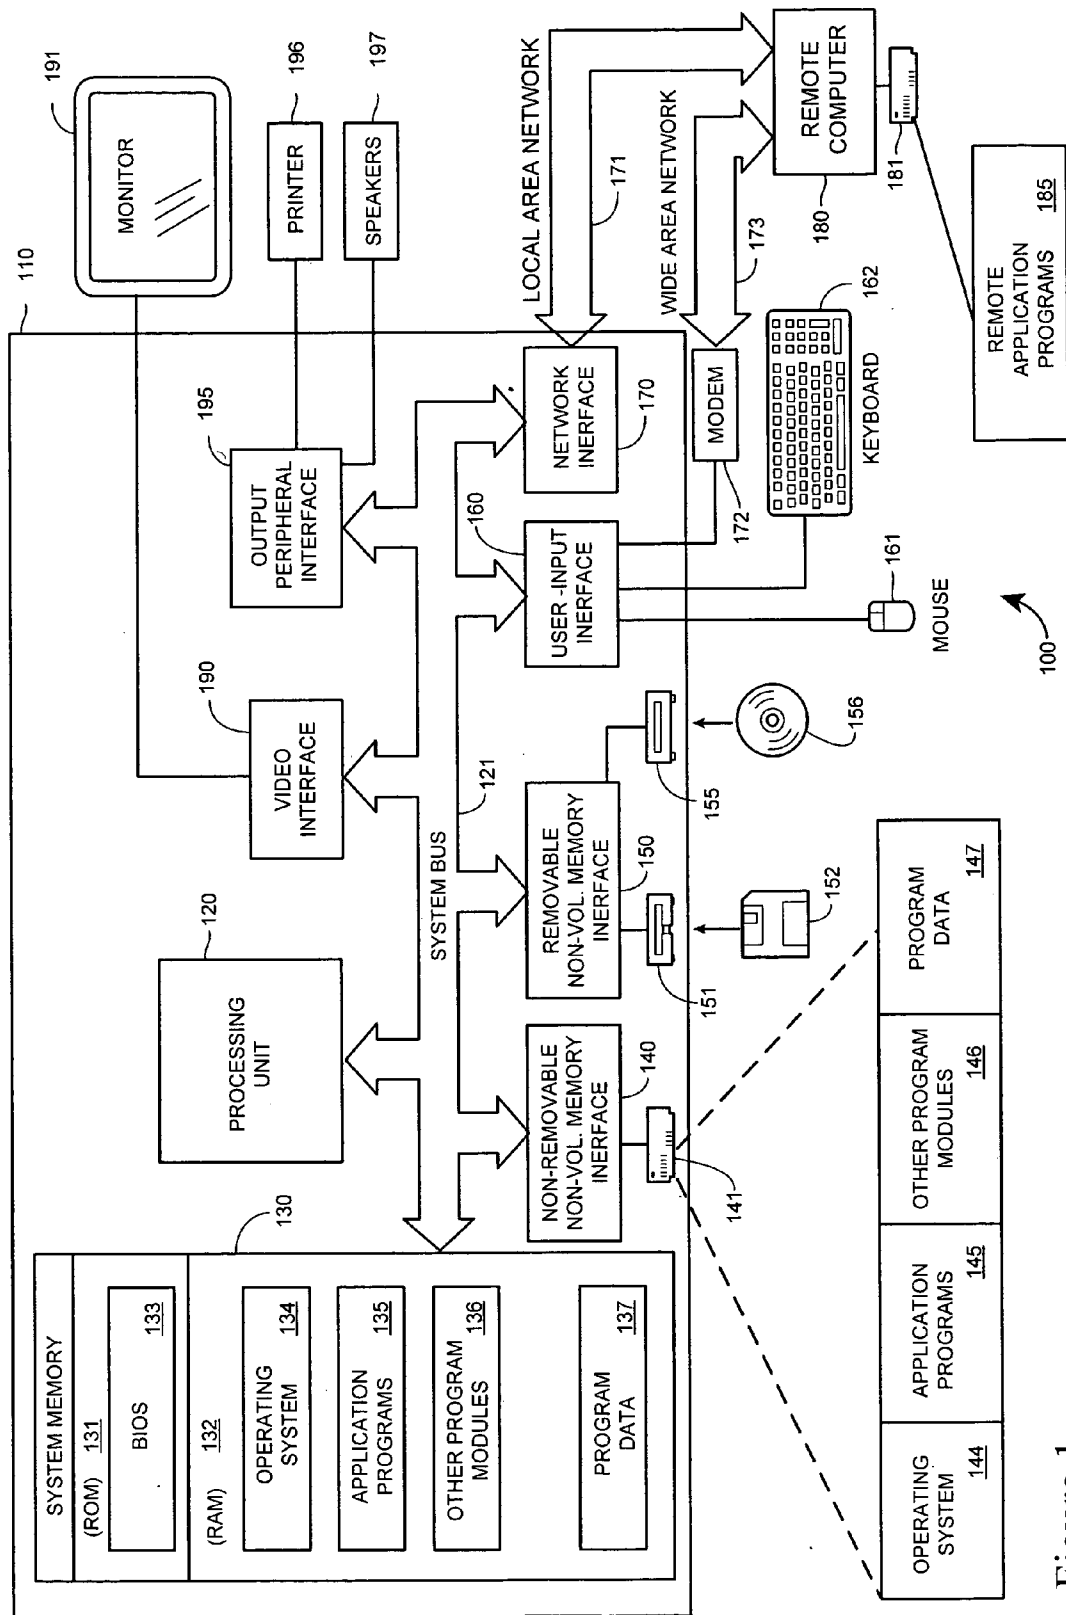 SYSTEM MEMORY
(ROM) 131
BIOS
133
(RAM) 132
OPERATING
SYSTEM 134
APPLICATION
PROGRAMS 135
OTHER PROGRAM
MODULES 136
PROGRAM
DATA 137
130
PROCESSING
UNIT
120
VIDEO
INTERFACE
190
OUTPUT
PERIPHERAL
INTERFACE
195
110
MONITOR
191
PRINTER
196
SPEAKERS
197
SYSTEM BUS
121
NON-REMOVABLE
NON-VOL. MEMORY
INERFACE
140
REMOVABLE
NON-VOL. MEMORY
INERFACE
150
USER-INPUT
INERFACE
160
NETWORK
INERFACE
170
LOCAL AREA NETWORK
171
WIDE AREA NETWORK
173
MODEM
172
141
151
155
152
156
MOUSE
161
KEYBOARD
162
REMOTE
COMPUTER
180
181
REMOTE
APPLICATION
PROGRAMS 185
OPERATING
SYSTEM 144
APPLICATION
PROGRAMS 145
OTHER PROGRAM
MODULES 146
PROGRAM
DATA 147
100
Figure 1